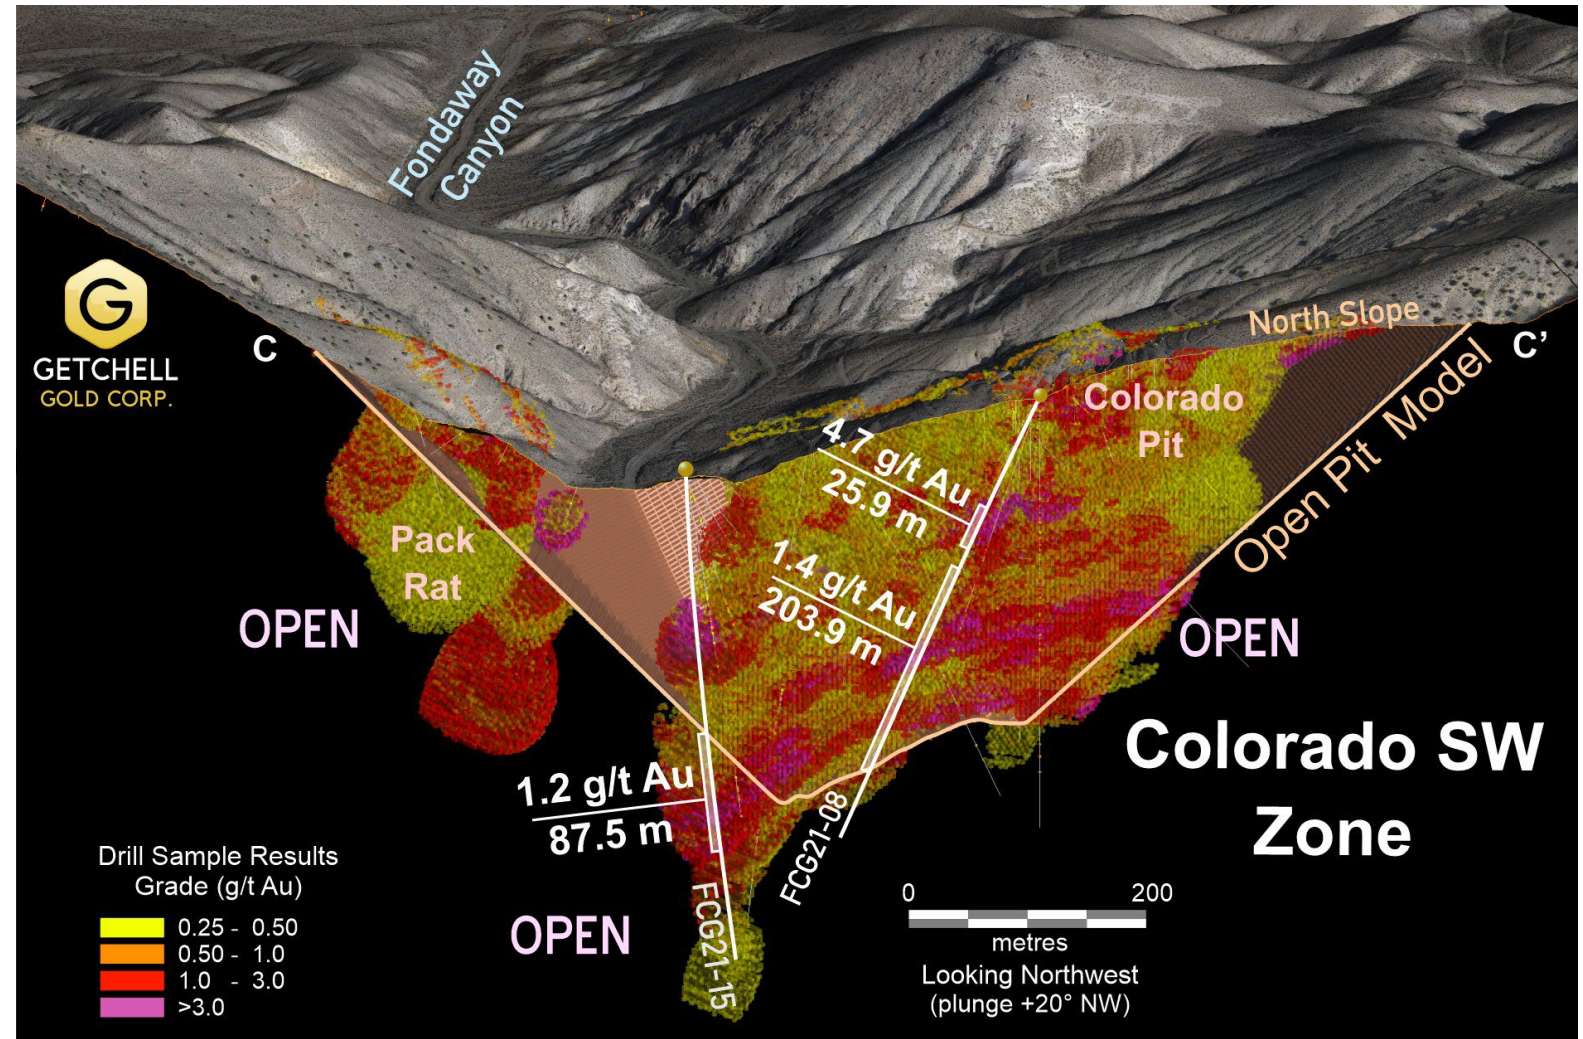 Fondaway
Canyon
GETCHELL
GOLD CORP.
C
North Slope
C’
Colorado
Pit
Open Pit Model
4.7 g/t Au
25.9 m
Pack
Rat
1.4 g/t Au
203.9 m
OPEN
OPEN
Colorado SW
Zone
1.2 g/t Au
87.5 m
FCG21-08
FCG21-15
OPEN
Drill Sample Results
Grade (g/t Au)
0.25 - 0.50
0.50 - 1.0
1.0 - 3.0
>3.0
0 200
metres
Looking Northwest
(plunge +20° NW)